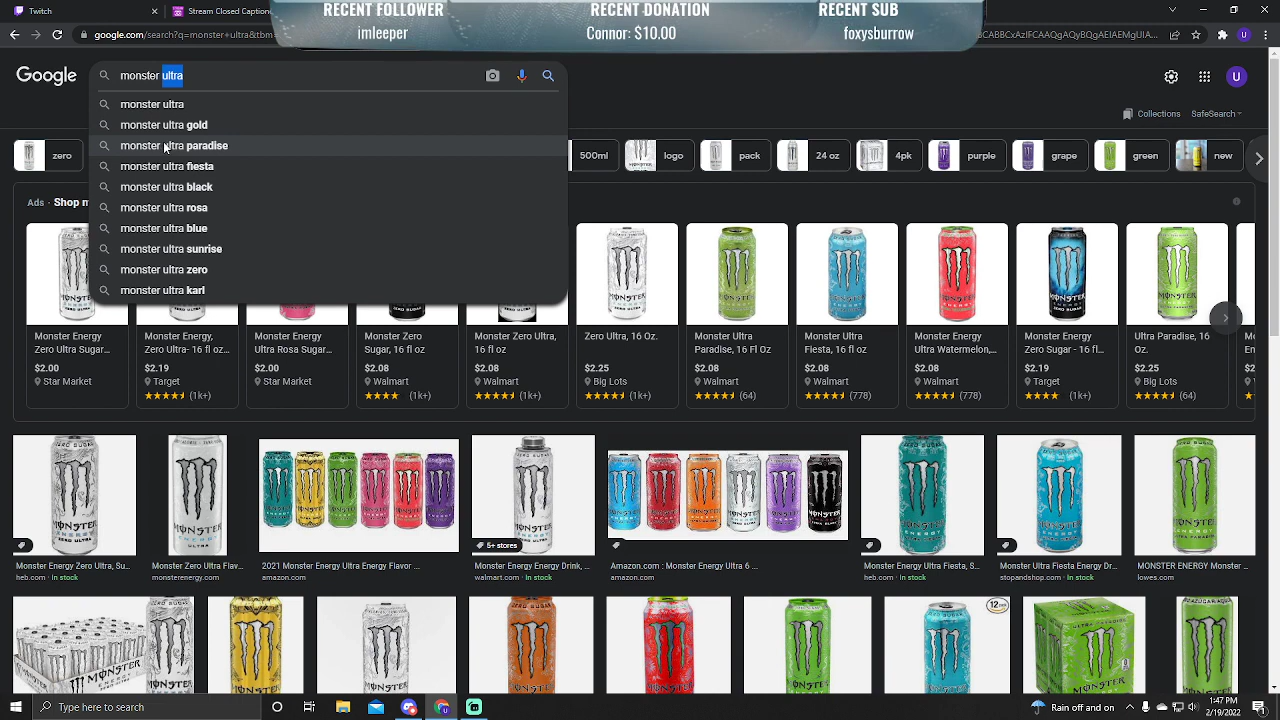 Twitch
Stream Closed Caption
RECENT FOLLOWER
imleeper
RECENT DONATION
Connor: $10.00
RECENT SUB
foxysburrow
google.com/search?q=monster+ultra+&tbm
U
Google
monster ultra
U
monster ultra
monster ultra gold
monster ultra paradise
monster ultra fiesta
monster ultra black
monster ultra rosa
monster ultra blue
monster ultra sunrise
monster ultra zero
monster ultra karl
Collections
SafeSearch
zero
500ml
logo
pack
24 oz
4pk
purple
grape
green
new
Ads · Shop m
Monster Energy
Zero Ultra Sugar...
$2.00
Star Market
Monster Energy,
Zero Ultra- 16 fl oz...
$2.19
Target
(1k+)
Monster Energy
Ultra Rosa Sugar...
$2.00
Star Market
Monster Zero
Sugar, 16 fl oz
$2.08
Walmart
(1k+)
Monster Zero Ultra,
16 fl oz
$2.08
Walmart
(1k+)
Zero Ultra, 16 Oz.
$2.25
Big Lots
(1k+)
Monster Ultra
Paradise, 16 Fl Oz
$2.08
Walmart
(64)
Monster Ultra
Fiesta, 16 fl oz
$2.08
Walmart
(778)
Monster Energy
Ultra Watermelon,...
$2.08
Walmart
(778)
Monster Energy
Zero Sugar - 16 fl...
$2.19
Target
(1k+)
Ultra Paradise, 16
Oz.
$2.25
Big Lots
(64)
5+ stores
Monster Energy Zero Ultra, Su...
heb.com · In stock
Monster Zero Ultra Flav...
monsterenergy.com
2021 Monster Energy Ultra Energy Flavor ...
amazon.com
Monster Energy Energy Drink, ...
walmart.com · In stock
Amazon.com : Monster Energy Ultra 6 ...
amazon.com
Monster Energy Ultra Fiesta, S...
heb.com · In stock
Monster Ultra Fiesta Energy Dr...
stopandshop.com · In stock
MONSTER ENERGY Monster ...
lowes.com
12
Type here to search
Rain off and on
1:47 PM
2/19/2022